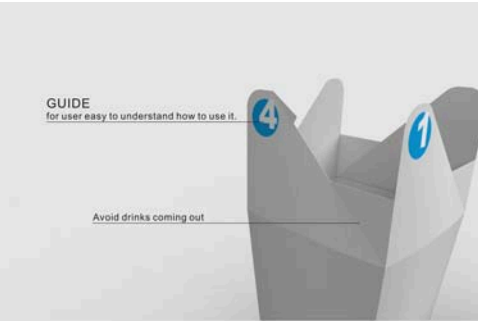 GUIDE
for user easy to understand how to use it.
4
1
Avoid drinks coming out